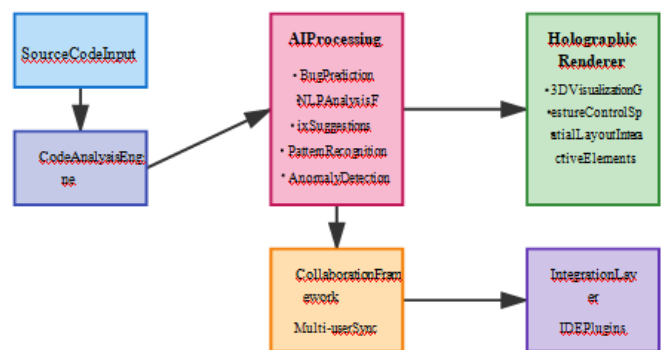 SourceCodeInput
CodeAnalysisEngi
ne
AIProcessing
• BugPrediction
NLPAnalysisF
• ixSuggestions
• PatternRecognition
• AnomalyDetection
Holographic
Renderer
• 3DVisualizationG
• estureControlSp
atialLayoutIntera
ctiveElements
CollaborationFram
ework
Multi-userSync
IntegrationLay
er
IDEPlugins